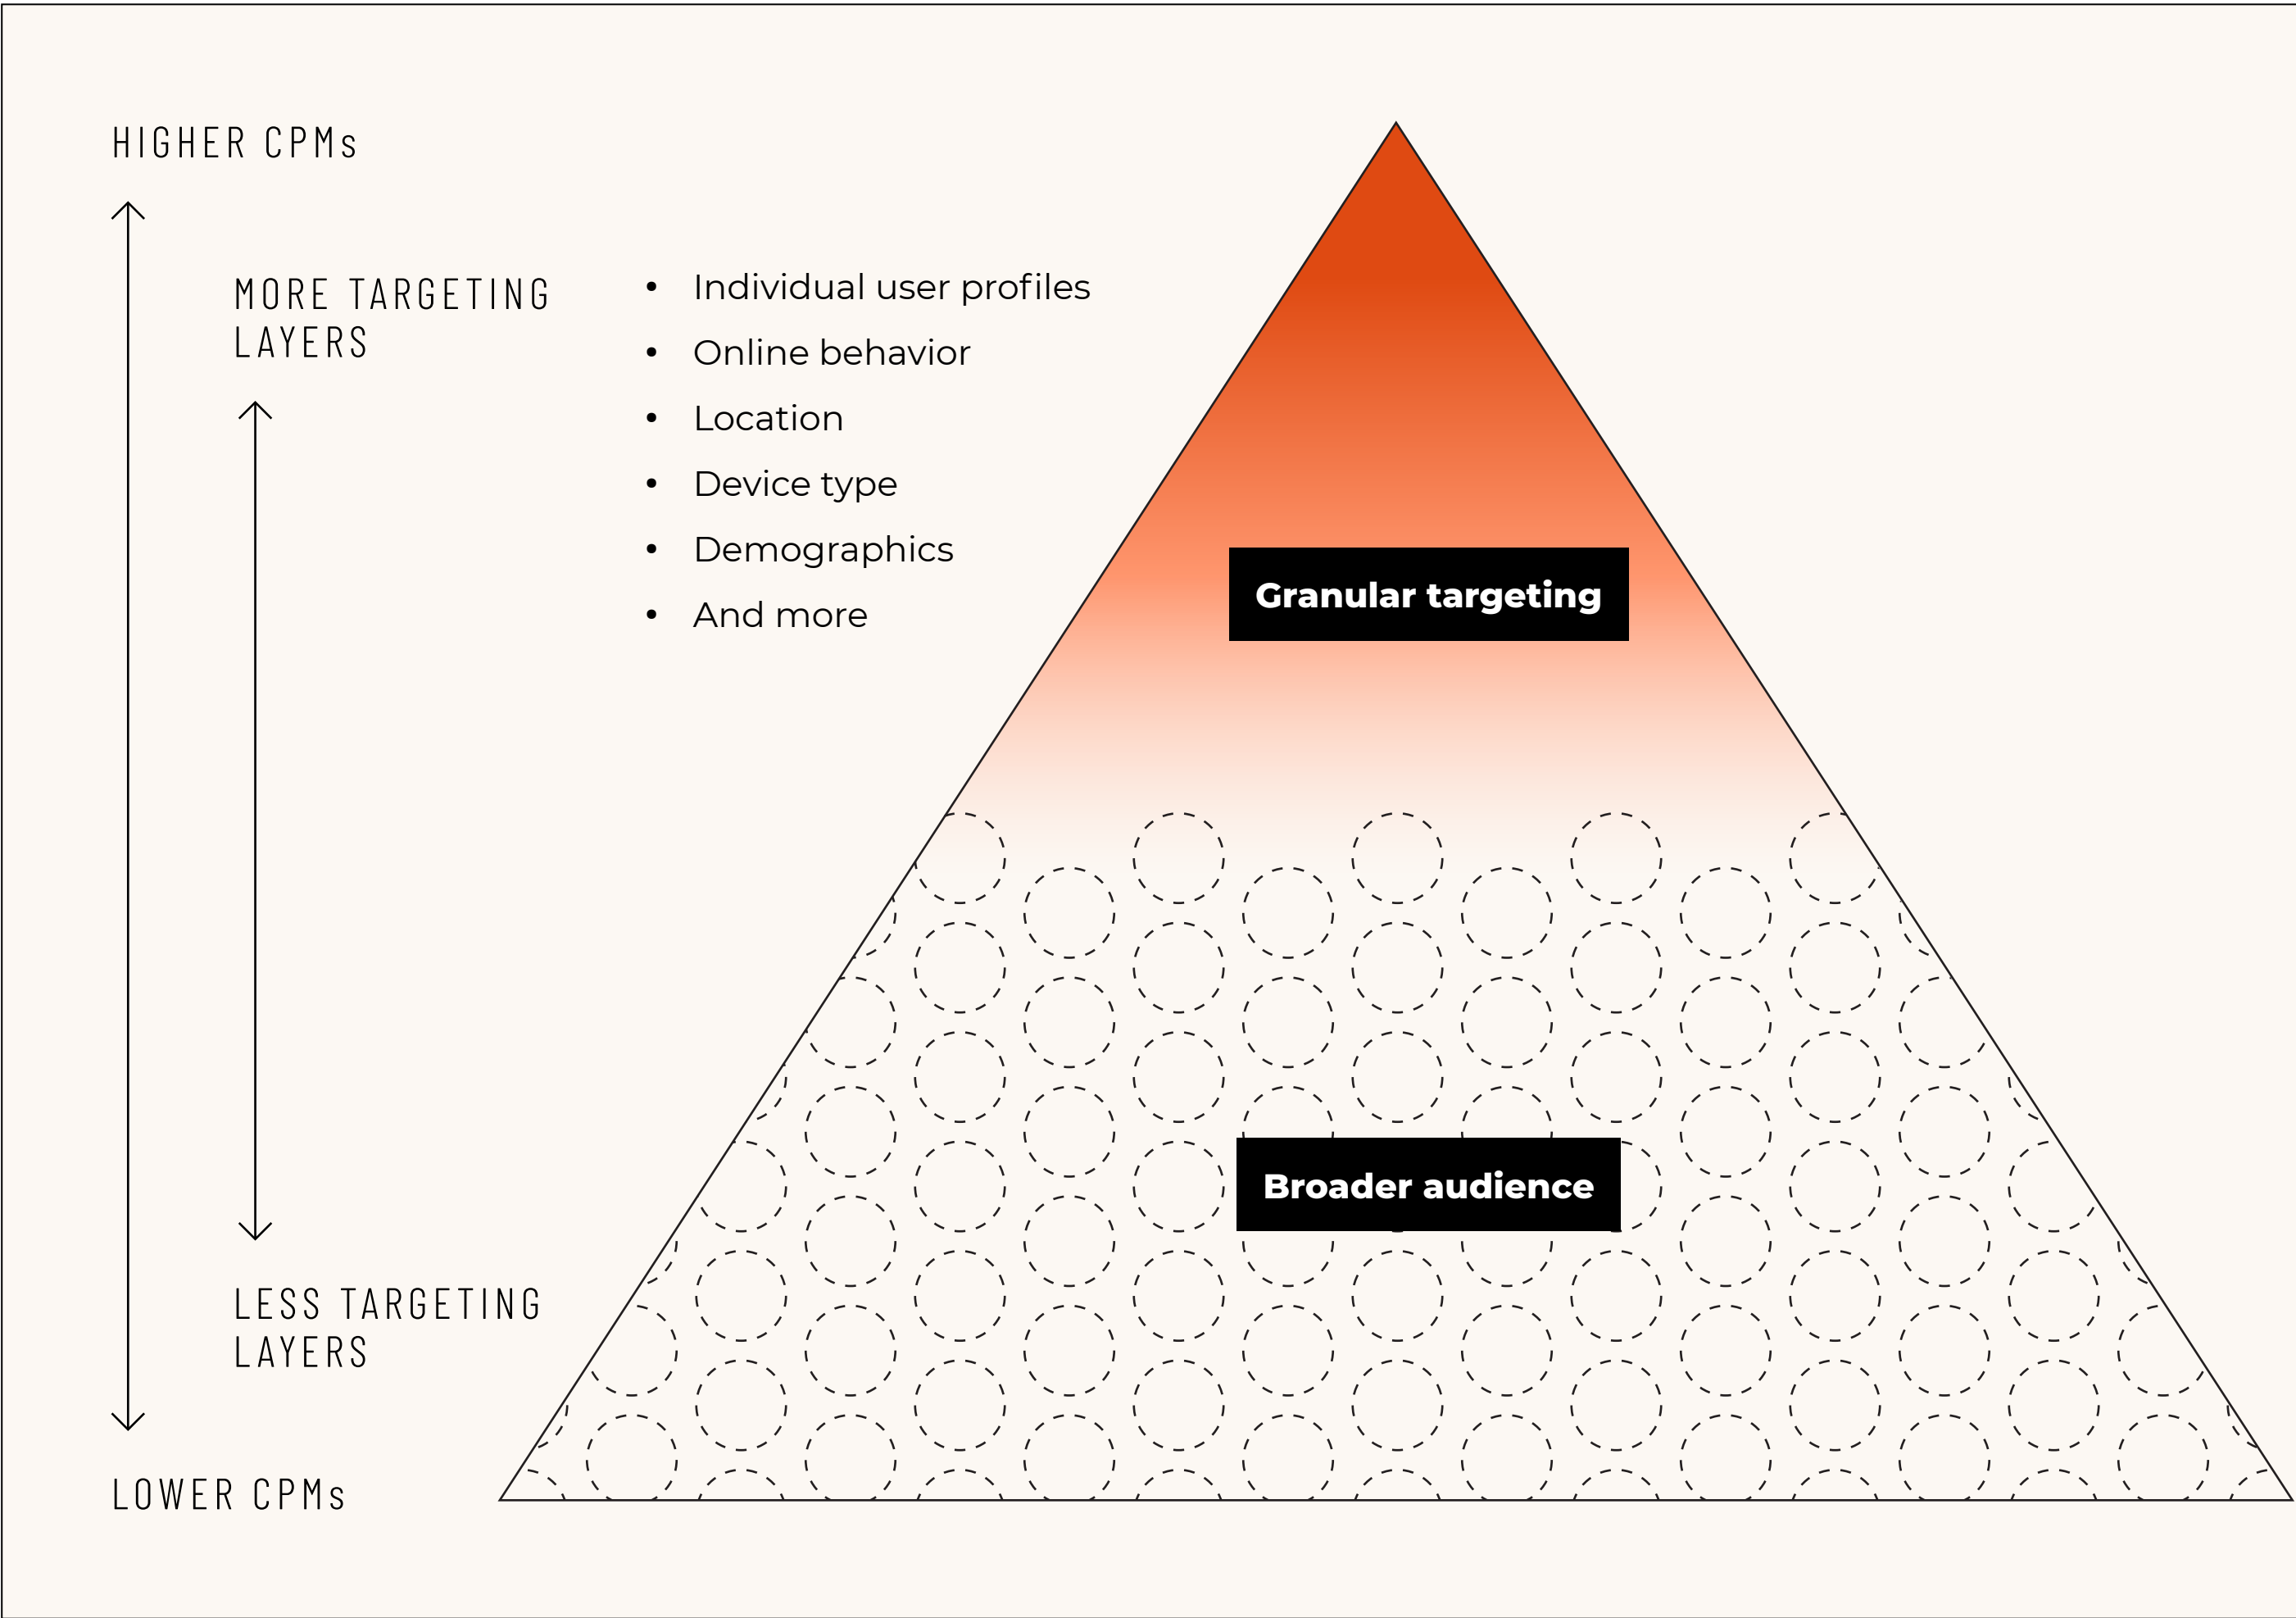 HIGHER CPMs
MORE TARGETING
LAYERS
• Individual user profiles
• Online behavior
• Location
• Device type
• Demographics
• And more
Granular targeting
Broader audience
LESS TARGETING
LAYERS
LOWER CPMs